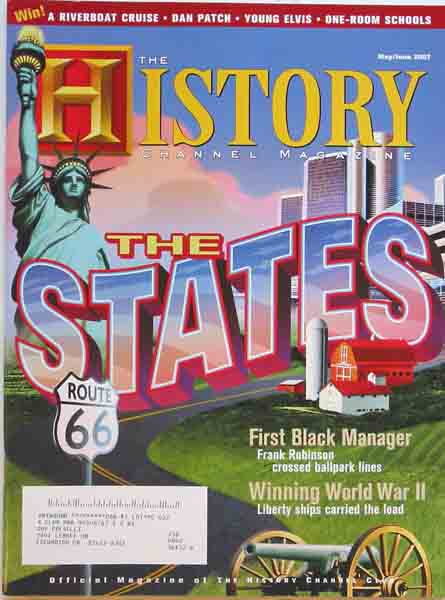 Win! A RIVERBOAT CRUISE • DAN PATCH • YOUNG ELVIS • ONE-ROOM SCHOOLS
May/June 2007
THE
HISTORY
CHANNEL MAGAZINE
THE
STATES
ROUTE
66
First Black Manager
Frank Robinson
crossed ballpark lines
Winning World War II
Liberty ships carried the load
Official Magazine of THE HISTORY CHANNEL Club